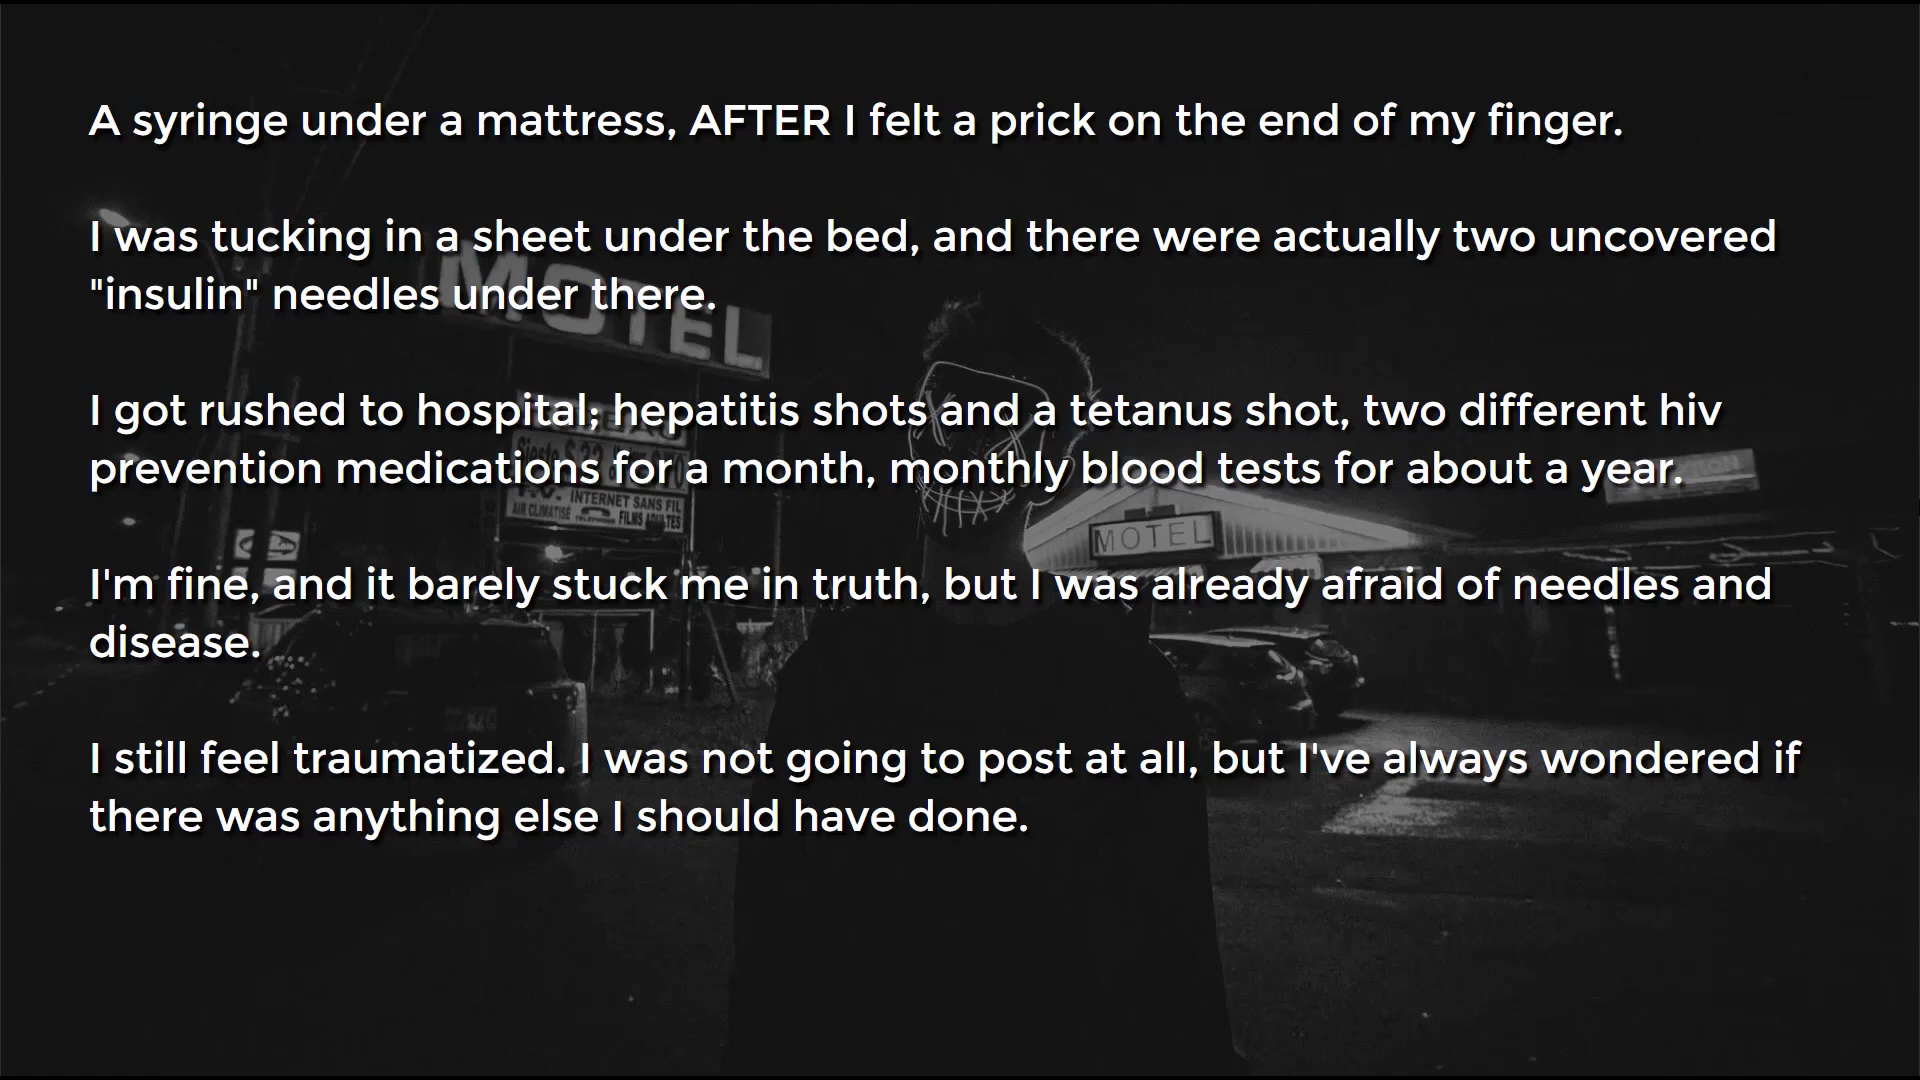 A syringe under a mattress, AFTER I felt a prick on the end of my finger.
I was tucking in a sheet under the bed, and there were actually two uncovered
"insulin" needles under there.
MOTEL
I got rushed to hospital; hepatitis shots and a tetanus shot, two different hiv
prevention medications for a month, monthly blood tests for about a year.
INTERNET SANS FIL
AIR CLIMATISÉ
FILMS ADULTES
MOTEL
I'm fine, and it barely stuck me in truth, but I was already afraid of needles and
disease.
I still feel traumatized. I was not going to post at all, but I've always wondered if
there was anything else I should have done.